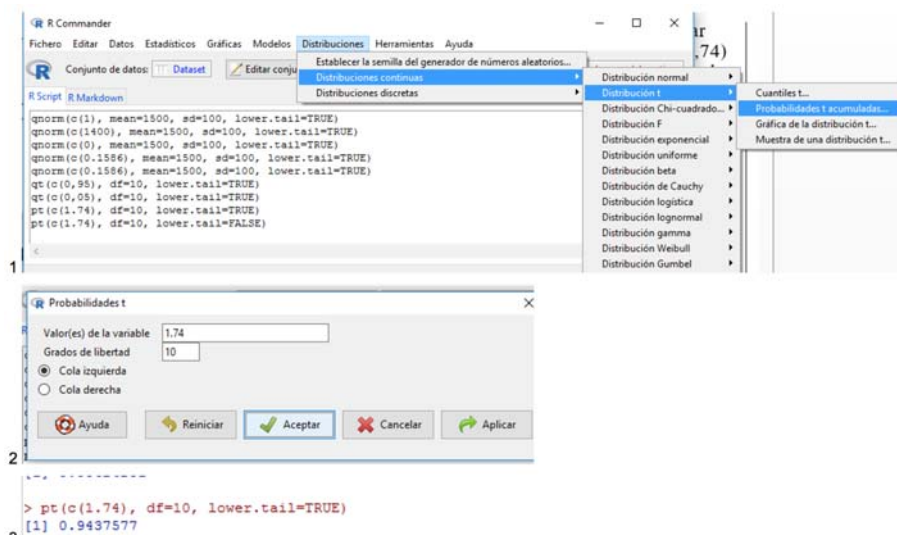 R Commander
ar
Fichero Editar Datos Estadísticos Gráficas Modelos Distribuciones Herramientas Ayuda
,74)
Conjunto de datos: Dataset Editar conju
Establecer la semilla del generador de números aleatorios...
Distribuciones continuas
Distribuciones discretas
Distribución normal
Distribución t
Distribución Chi-cuadrado...
Distribución F
Distribución exponencial
Distribución uniforme
Distribución beta
Distribución de Cauchy
Distribución logística
Distribución lognormal
Distribución gamma
Distribución Weibull
Distribución Gumbel
Cuantiles t...
Probabilidades t acumuladas...
Gráfica de la distribución t...
Muestra de una distribución t...
R Script R Markdown
qnorm(c(1), mean=1500, sd=100, lower.tail=TRUE)
qnorm(c(1400), mean=1500, sd=100, lower.tail=TRUE)
qnorm(c(0), mean=1500, sd=100, lower.tail=TRUE)
qnorm(c(0.1586), mean=1500, sd=100, lower.tail=TRUE)
qnorm(c(0.1586), mean=1500, sd=100, lower.tail=TRUE)
qt(c(0,95), df=10, lower.tail=TRUE)
qt(c(0,05), df=10, lower.tail=TRUE)
pt(c(1.74), df=10, lower.tail=TRUE)
pt(c(1.74), df=10, lower.tail=FALSE)
1
Probabilidades t
Valor(es) de la variable 1.74
Grados de libertad 10
Cola izquierda
Cola derecha
Ayuda Reiniciar Aceptar Cancelar Aplicar
2
> pt(c(1.74), df=10, lower.tail=TRUE)
[1] 0.9437577